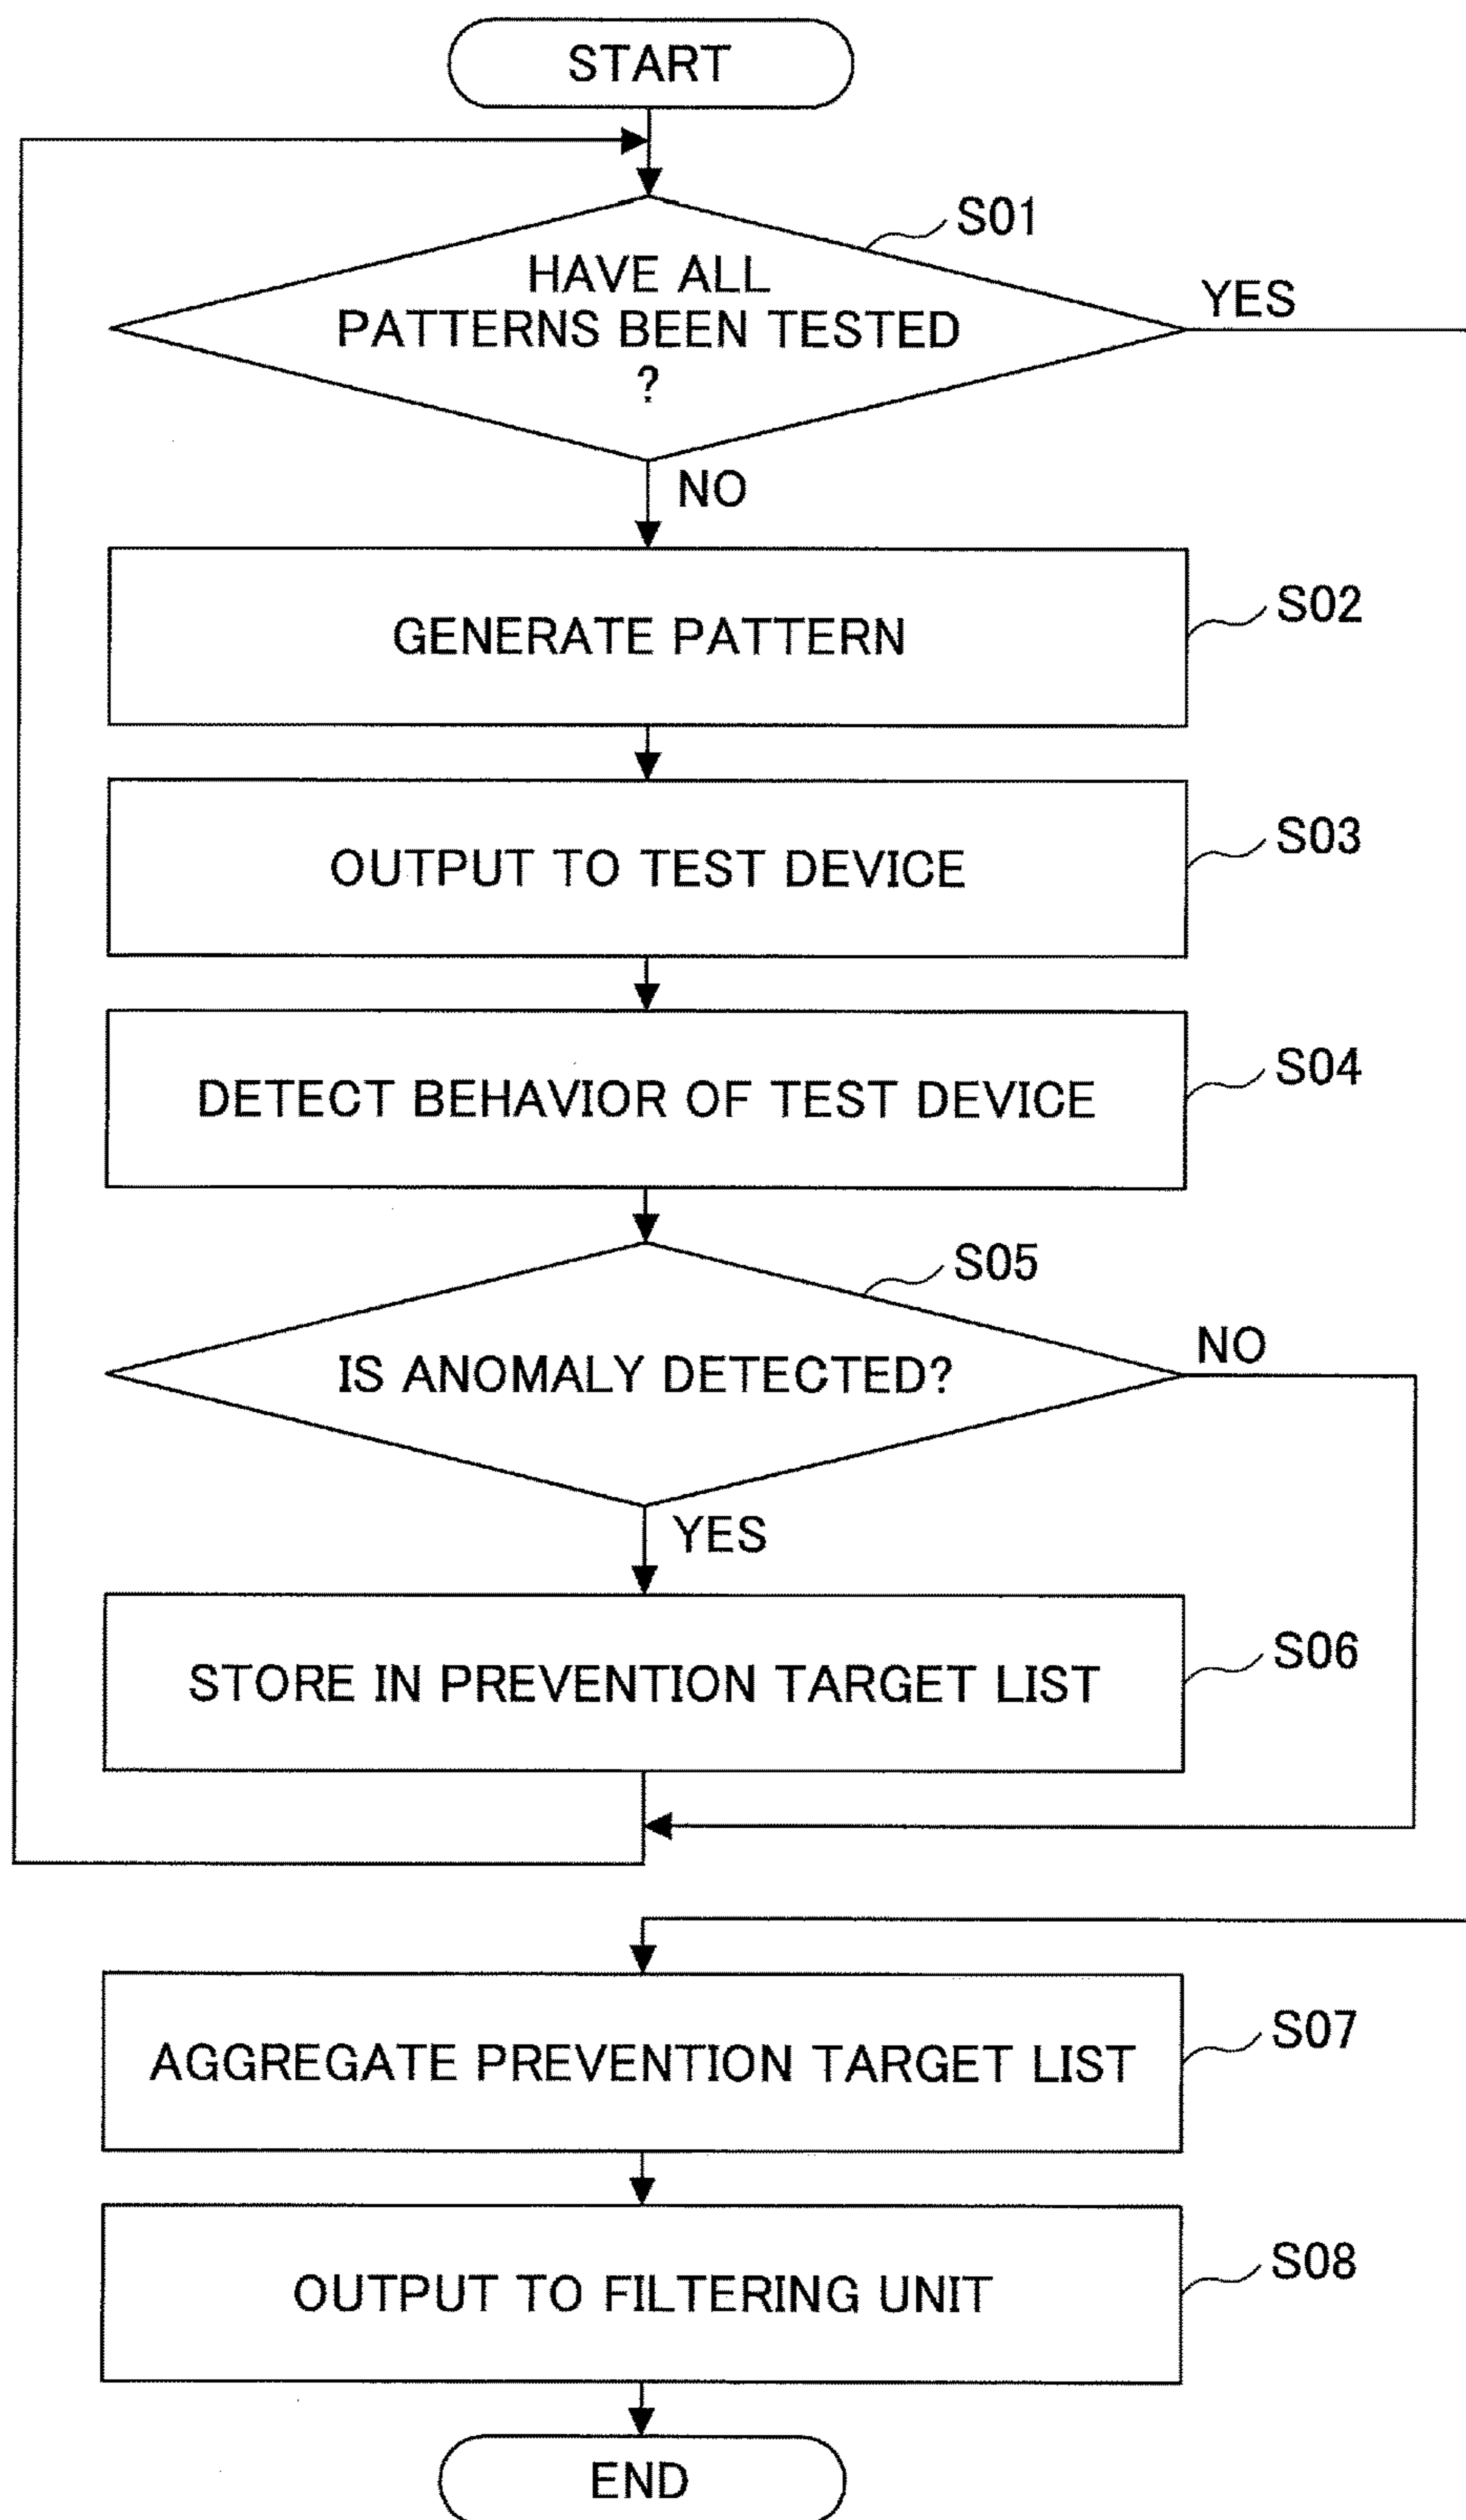 START
S01
HAVE ALL
PATTERNS BEEN TESTED
?
YES
NO
GENERATE PATTERN
S02
OUTPUT TO TEST DEVICE
S03
DETECT BEHAVIOR OF TEST DEVICE
S04
S05
IS ANOMALY DETECTED?
NO
YES
STORE IN PREVENTION TARGET LIST
S06
AGGREGATE PREVENTION TARGET LIST
S07
OUTPUT TO FILTERING UNIT
S08
END